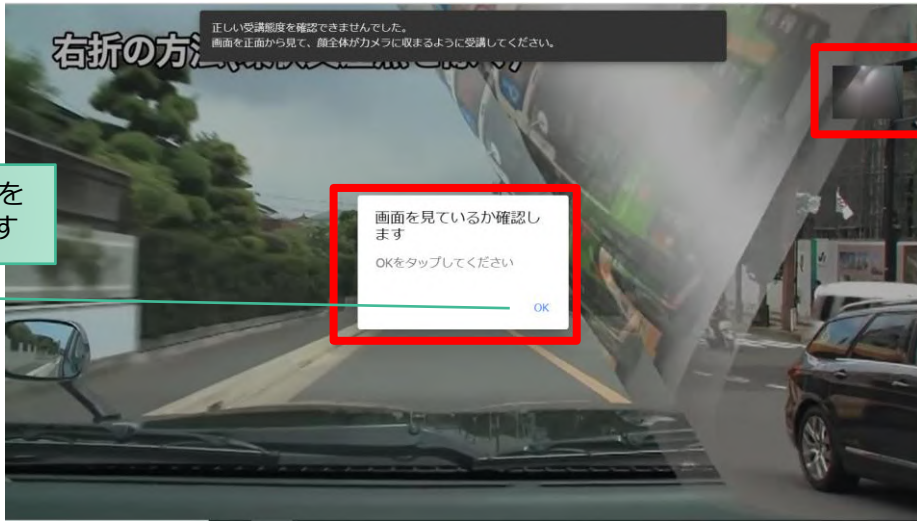 正しい受講態度を確認できませんでした。
画面を正面から見て、顔全体がカメラに収まるように受講してください。
右折の方法
を
す
画面を見ているか確認し
ます
OKをタップしてください
OK